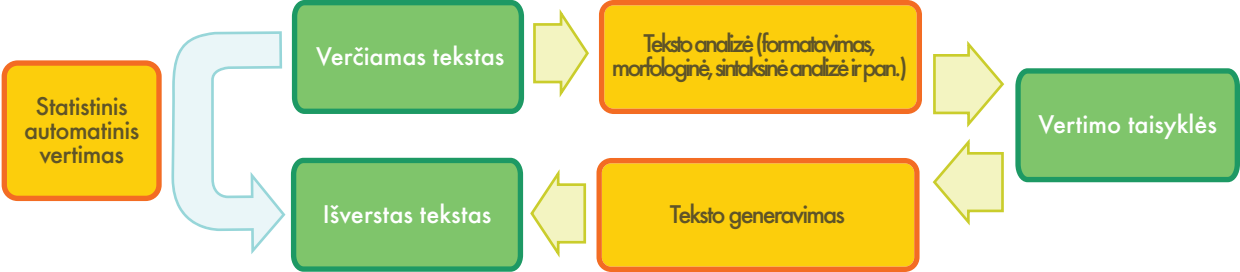 Statistinis
automatinis
vertimas
Verčiamas tekstas
Teksto analizė (formatavimas,
morfologinė, sintaksinė analizė ir pan.)
Vertimo taisyklės
Teksto generavimas
Išverstas tekstas